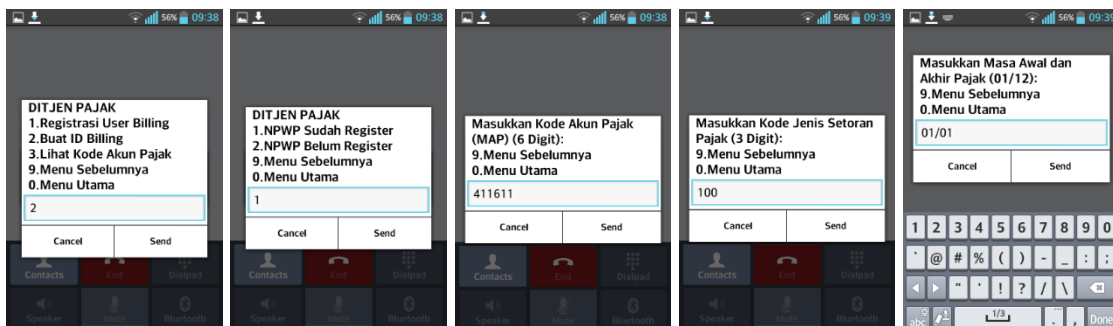 56% 09:38
DITJEN PAJAK
1.Registrasi User Billing
2.Buat ID Billing
3.Lihat Kode Akun Pajak
9.Menu Sebelumnya
0.Menu Utama
2
Cancel Send
Contacts End Dialpad
Speaker Mute Bluetooth
56% 09:38
DITJEN PAJAK
1.NPWP Sudah Register
2.NPWP Belum Register
9.Menu Sebelumnya
0.Menu Utama
1
Cancel Send
Contacts End Dialpad
Speaker Mute Bluetooth
56% 09:38
Masukkan Kode Akun Pajak
(MAP) (6 Digit):
9.Menu Sebelumnya
0.Menu Utama
411611
Cancel Send
Contacts End Dialpad
Speaker Mute Bluetooth
56% 09:39
Masukkan Kode Jenis Setoran
Pajak (3 Digit):
9.Menu Sebelumnya
0.Menu Utama
100
Cancel Send
Contacts End Dialpad
Speaker Mute Bluetooth
56% 09:39
Masukkan Masa Awal dan
Akhir Pajak (01/12):
9.Menu Sebelumnya
0.Menu Utama
01/01
Cancel Send
1 2 3 4 5 6 7 8 9 0
` @ # % ( ) - _ : ;
" ' ! ? / \
abc 1/3 . , Done